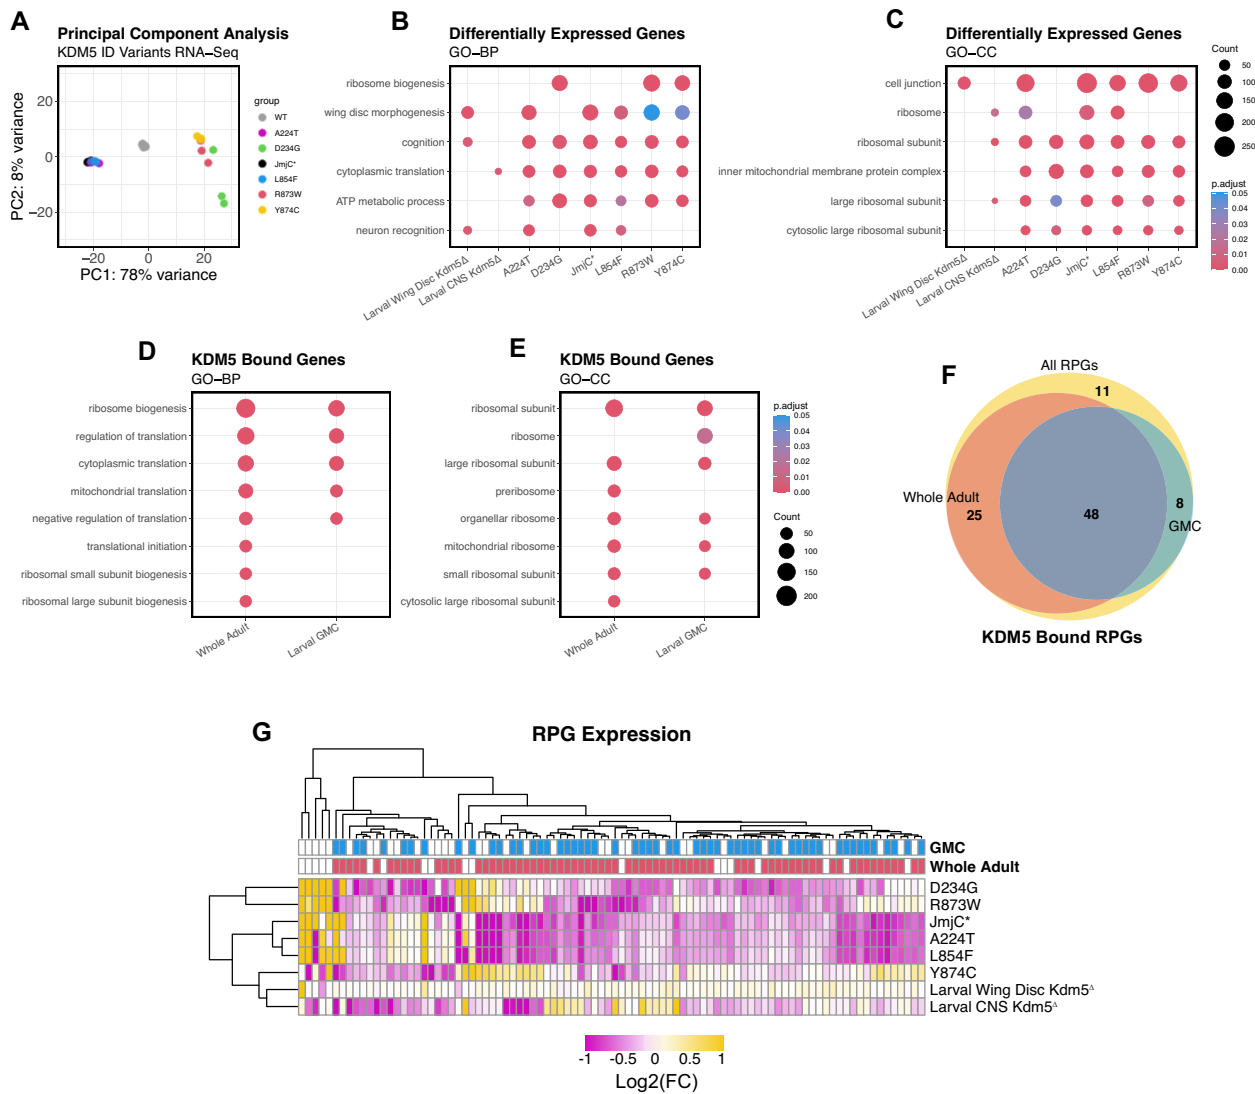 A
Principal Component Analysis
KDM5 ID Variants RNA–Seq
20
0
−20
PC2: 8% variance
−20
0
20
PC1: 78% variance
group
WT
A224T
D234G
JmjC*
L854F
R873W
Y874C
B
Differentially Expressed Genes
GO–BP
ribosome biogenesis
wing disc morphogenesis
cognition
cytoplasmic translation
ATP metabolic process
neuron recognition
Larval Wing Disc Kdm5Δ
Larval CNS Kdm5Δ
A224T
D234G
JmjC*
L854F
R873W
Y874C
C
Differentially Expressed Genes
GO–CC
cell junction
ribosome
ribosomal subunit
inner mitochondrial membrane protein complex
large ribosomal subunit
cytosolic large ribosomal subunit
Larval Wing Disc Kdm5Δ
Larval CNS Kdm5Δ
A224T
D234G
JmjC*
L854F
R873W
Y874C
Count
50
100
150
200
250
p.adjust
0.05
0.04
0.03
0.02
0.01
0.00
D
KDM5 Bound Genes
GO–BP
ribosome biogenesis
regulation of translation
cytoplasmic translation
mitochondrial translation
negative regulation of translation
translational initiation
ribosomal small subunit biogenesis
ribosomal large subunit biogenesis
Whole Adult
Larval GMC
E
KDM5 Bound Genes
GO–CC
ribosomal subunit
ribosome
large ribosomal subunit
preribosome
organellar ribosome
mitochondrial ribosome
small ribosomal subunit
cytosolic large ribosomal subunit
Whole Adult
Larval GMC
p.adjust
0.05
0.04
0.03
0.02
0.01
0.00
Count
50
100
150
200
F
All RPGs
11
Whole Adult
25
48
8
GMC
KDM5 Bound RPGs
G
RPG Expression
GMC
Whole Adult
D234G
R873W
JmjC*
A224T
L854F
Y874C
Larval Wing Disc Kdm5Δ
Larval CNS Kdm5Δ
-1
-0.5
0
0.5
1
Log2(FC)